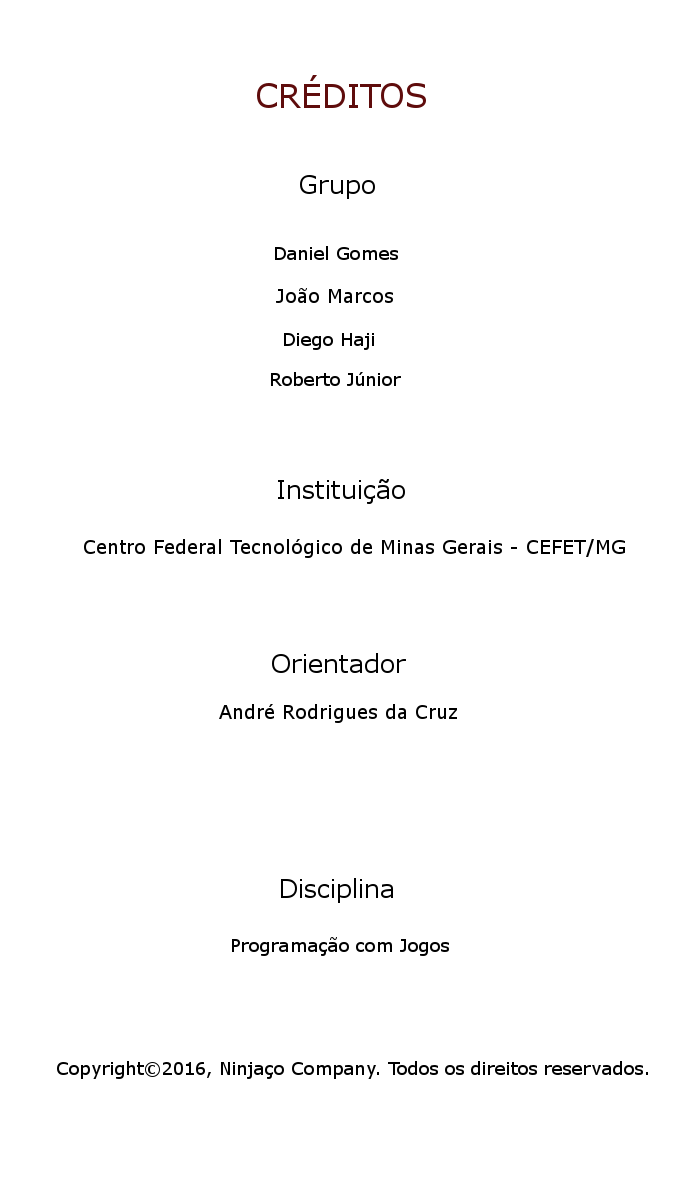 CRÉDITOS
Grupo
Daniel Gomes
João Marcos
Diego Haji
Roberto Júnior
Instituição
Centro Federal Tecnológico de Minas Gerais - CEFET/MG
Orientador
André Rodrigues da Cruz
Disciplina
Programação com Jogos
Copyright©2016, Ninjaço Company. Todos os direitos reservados.